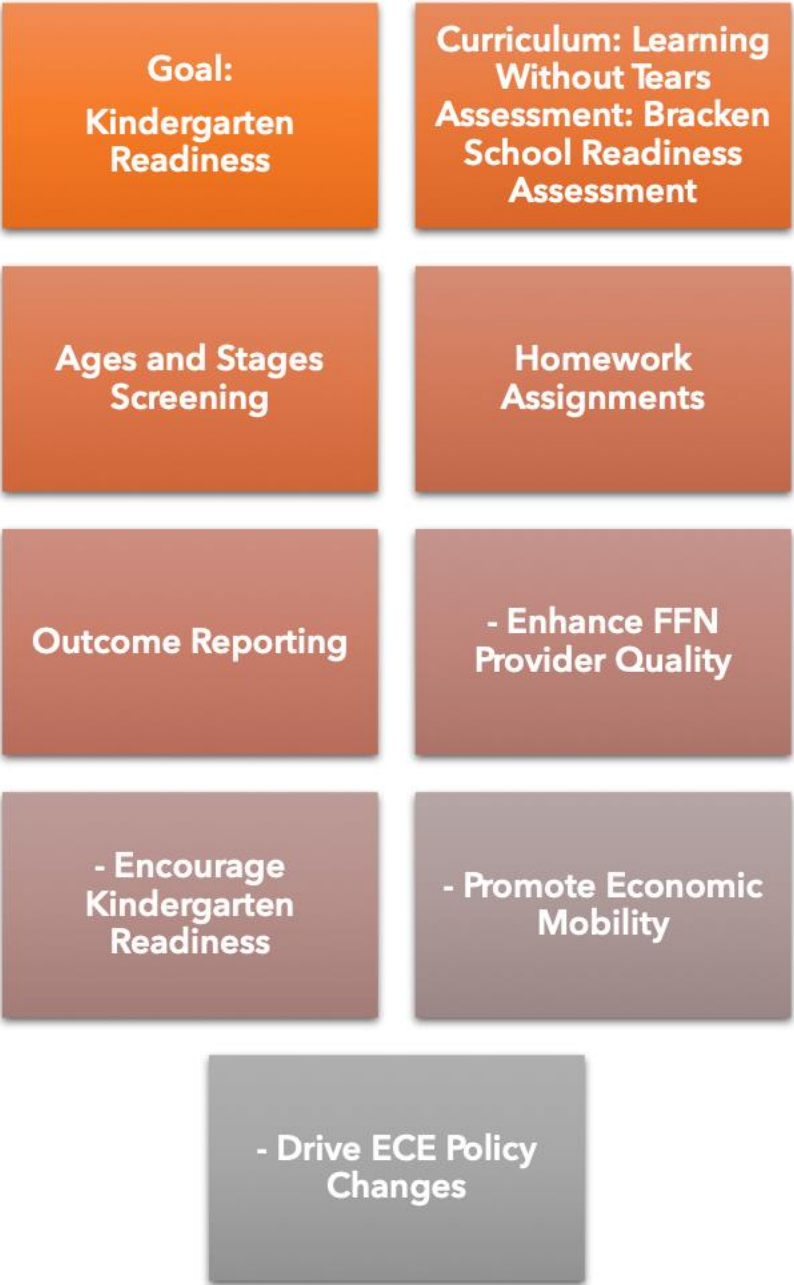 Goal:
Kindergarten
Readiness
Curriculum: Learning
Without Tears
Assessment: Bracken
School Readiness
Assessment
Ages and Stages
Screening
Homework
Assignments
Outcome Reporting
- Enhance FFN
Provider Quality
- Encourage
Kindergarten
Readiness
- Promote Economic
Mobility
- Drive ECE Policy
Changes